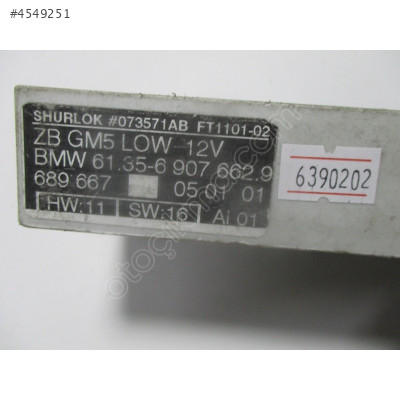 #4549251
SHURLOK #073571AB FT1101-02
ZB GM5 LOW 12V
BMW 61.35-6 907 662.9
689 667 05.02 01
HW:11 SW:16 Ai 01
6390202